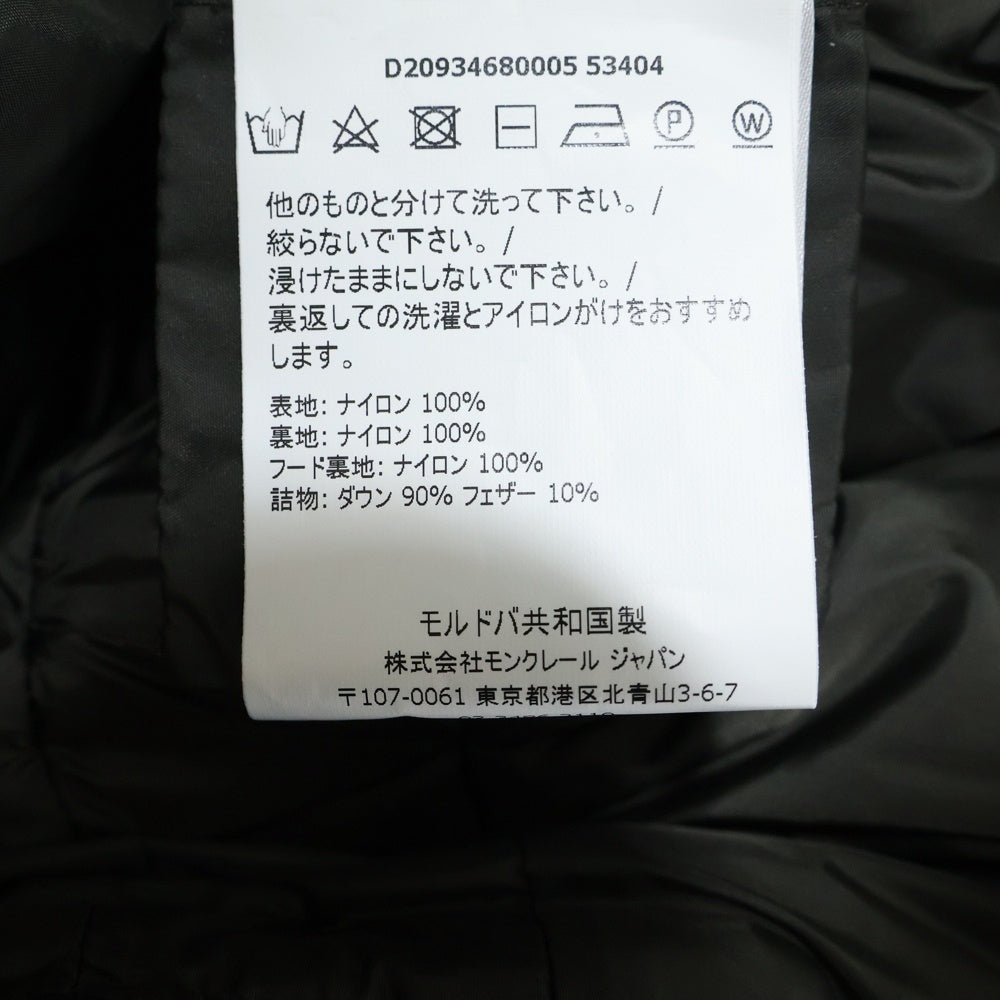 D20934680005 53404
P W
他のものと分けて洗って下さい。/
絞らないで下さい。/
浸けたままにしないで下さい。/
裏返しての洗濯とアイロンがけをおすすめ
します。
表地: ナイロン 100%
裏地: ナイロン 100%
フード裏地: ナイロン 100%
詰物: ダウン 90% フェザー 10%
モルドバ共和国製
株式会社モンクレール ジャパン
〒107-0061 東京都港区北青山3-6-7